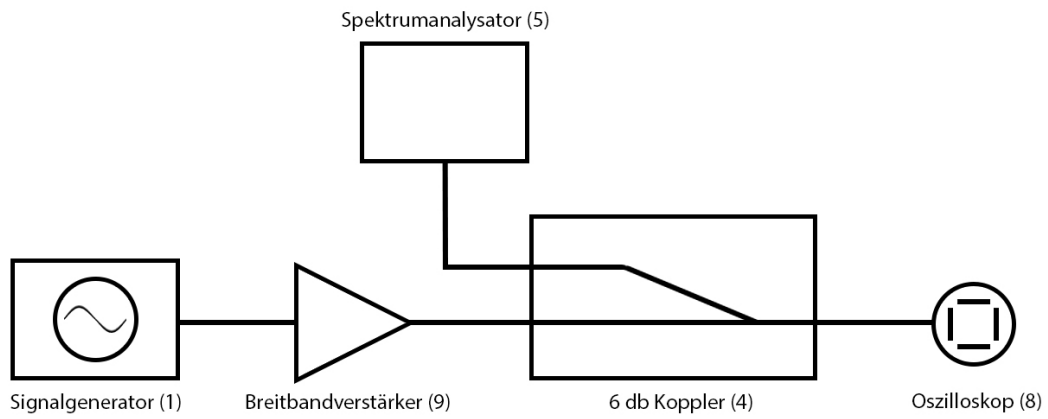 Spektrumanalysator (5)
Signalgenerator (1)
Breitbandverstärker (9)
6 db Koppler (4)
Oszilloskop (8)